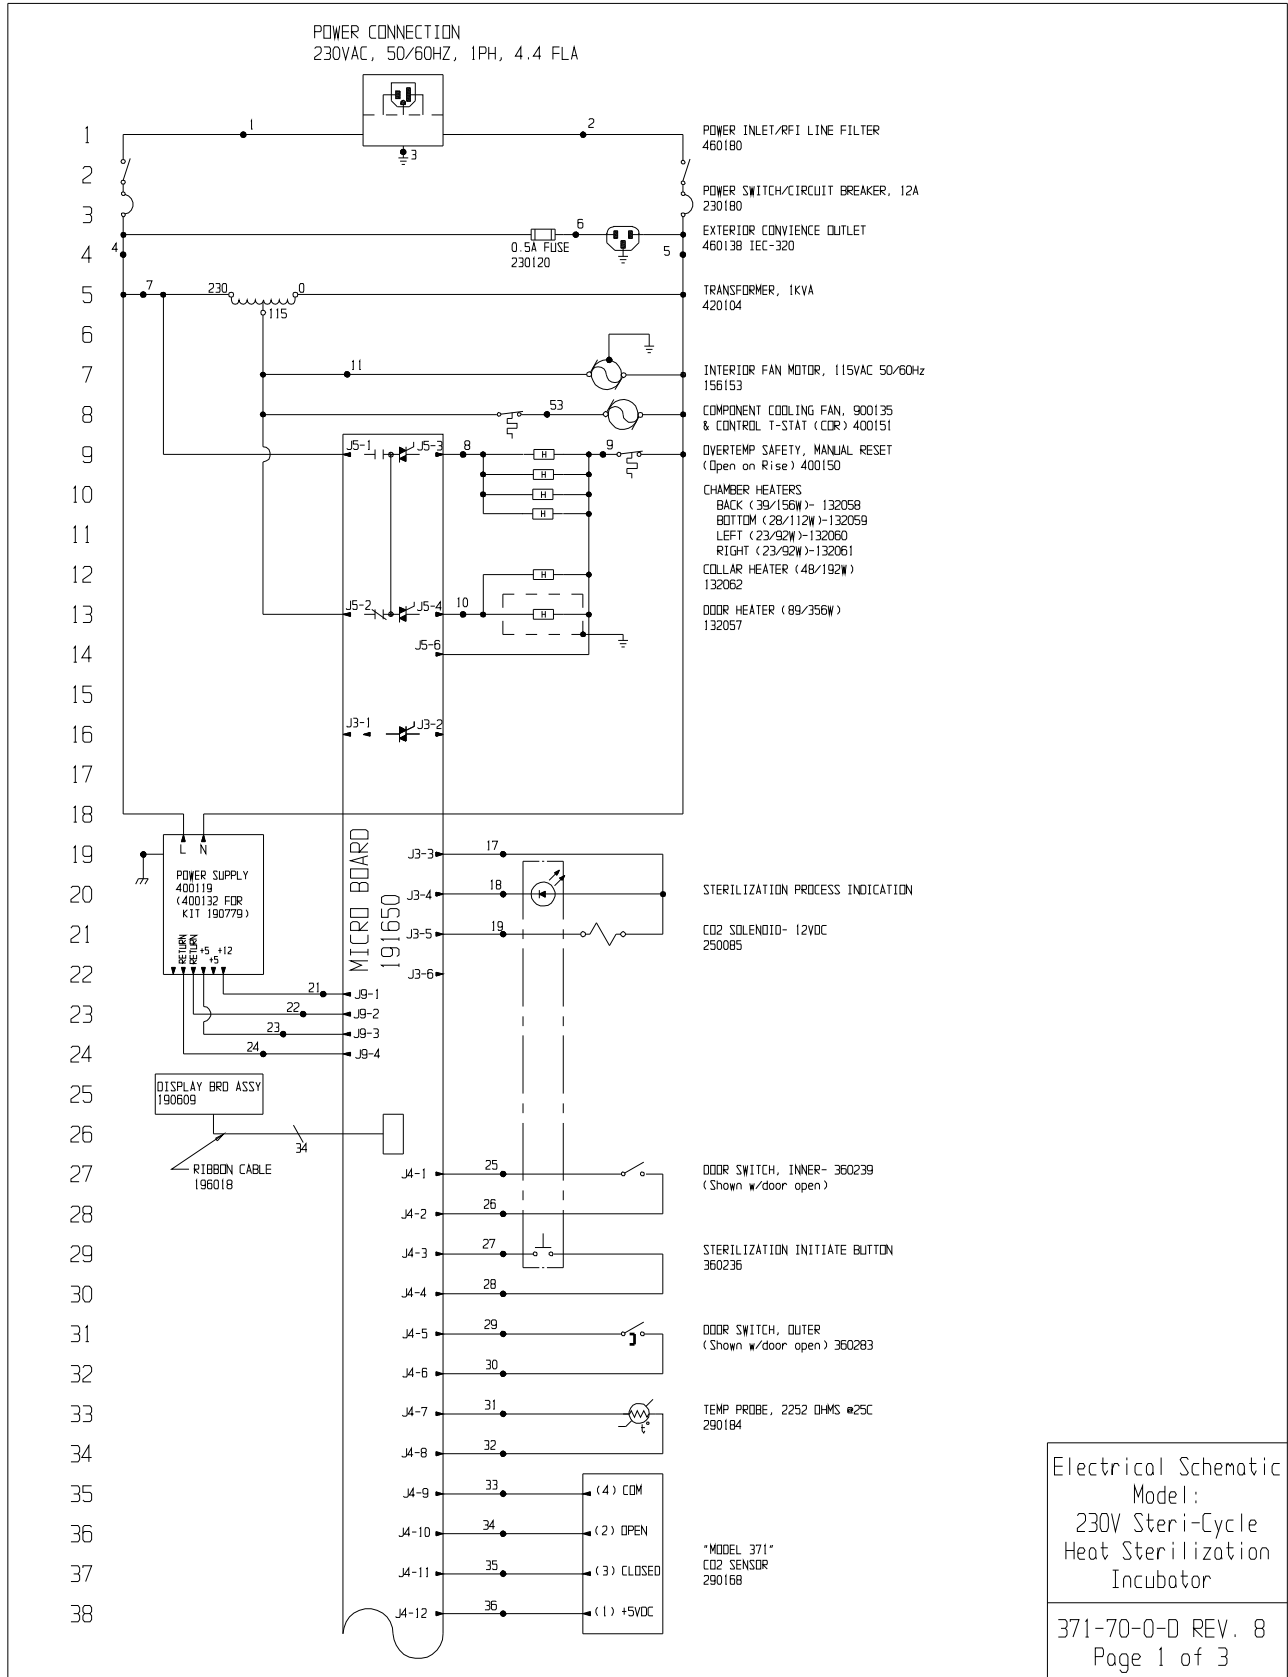 POWER CONNECTION
230VAC, 50/60HZ, 1PH, 4.4 FLA
1
1
2
POWER INLET/RFI LINE FILTER
460180
3
2
POWER SWITCH/CIRCUIT BREAKER, 12A
230180
3
6
EXTERIOR CONVIENCE OUTLET
460138 IEC-320
0.5A FUSE
230120
4
4
5
5
7
230
0
115
TRANSFORMER, 1KVA
420104
6
7
11
INTERIOR FAN MOTOR, 115VAC 50/60Hz
156153
8
53
COMPONENT COOLING FAN, 900135
& CONTROL T-STAT (COR) 400151
9
J5-1
J5-3
8
9
OVERTEMP SAFETY, MANUAL RESET
(Open on Rise) 400150
H
H
10
H
H
CHAMBER HEATERS
BACK (39/156W)- 132058
BOTTOM (28/112W)-132059
11
LEFT (23/92W)-132060
RIGHT (23/92W)-132061
12
H
COLLAR HEATER (48/192W)
132062
13
J5-2
J5-4
10
H
DOOR HEATER (89/356W)
132057
14
J5-6
15
16
J3-1
J3-2
17
18
19
L N
J3-3
17
POWER SUPPLY
400119
(400132 FOR
KIT 190779)
MICRO BOARD
191650
20
J3-4
18
STERILIZATION PROCESS INDICATION
21
J3-5
19
CO2 SOLENOID- 12VDC
250085
RETURN
RETURN
+5
+5
+12
22
J3-6
21
J9-1
23
22
J9-2
23
J9-3
24
24
J9-4
25
DISPLAY BRD ASSY
190609
26
34
RIBBON CABLE
196018
27
J4-1
25
DOOR SWITCH, INNER- 360239
(Shown w/door open)
28
J4-2
26
29
J4-3
27
STERILIZATION INITIATE BUTTON
360236
30
J4-4
28
31
J4-5
29
DOOR SWITCH, OUTER
(Shown w/door open) 360283
32
J4-6
30
33
J4-7
31
t°
TEMP PROBE, 2252 OHMS @25C
290184
34
J4-8
32
35
J4-9
33
(4) COM
36
J4-10
34
(2) OPEN
37
J4-11
35
(3) CLOSED
"MODEL 371"
CO2 SENSOR
290168
38
J4-12
36
(1) +5VDC
Electrical Schematic
Model:
230V Steri-Cycle
Heat Sterilization
Incubator
371-70-0-D REV. 8
Page 1 of 3